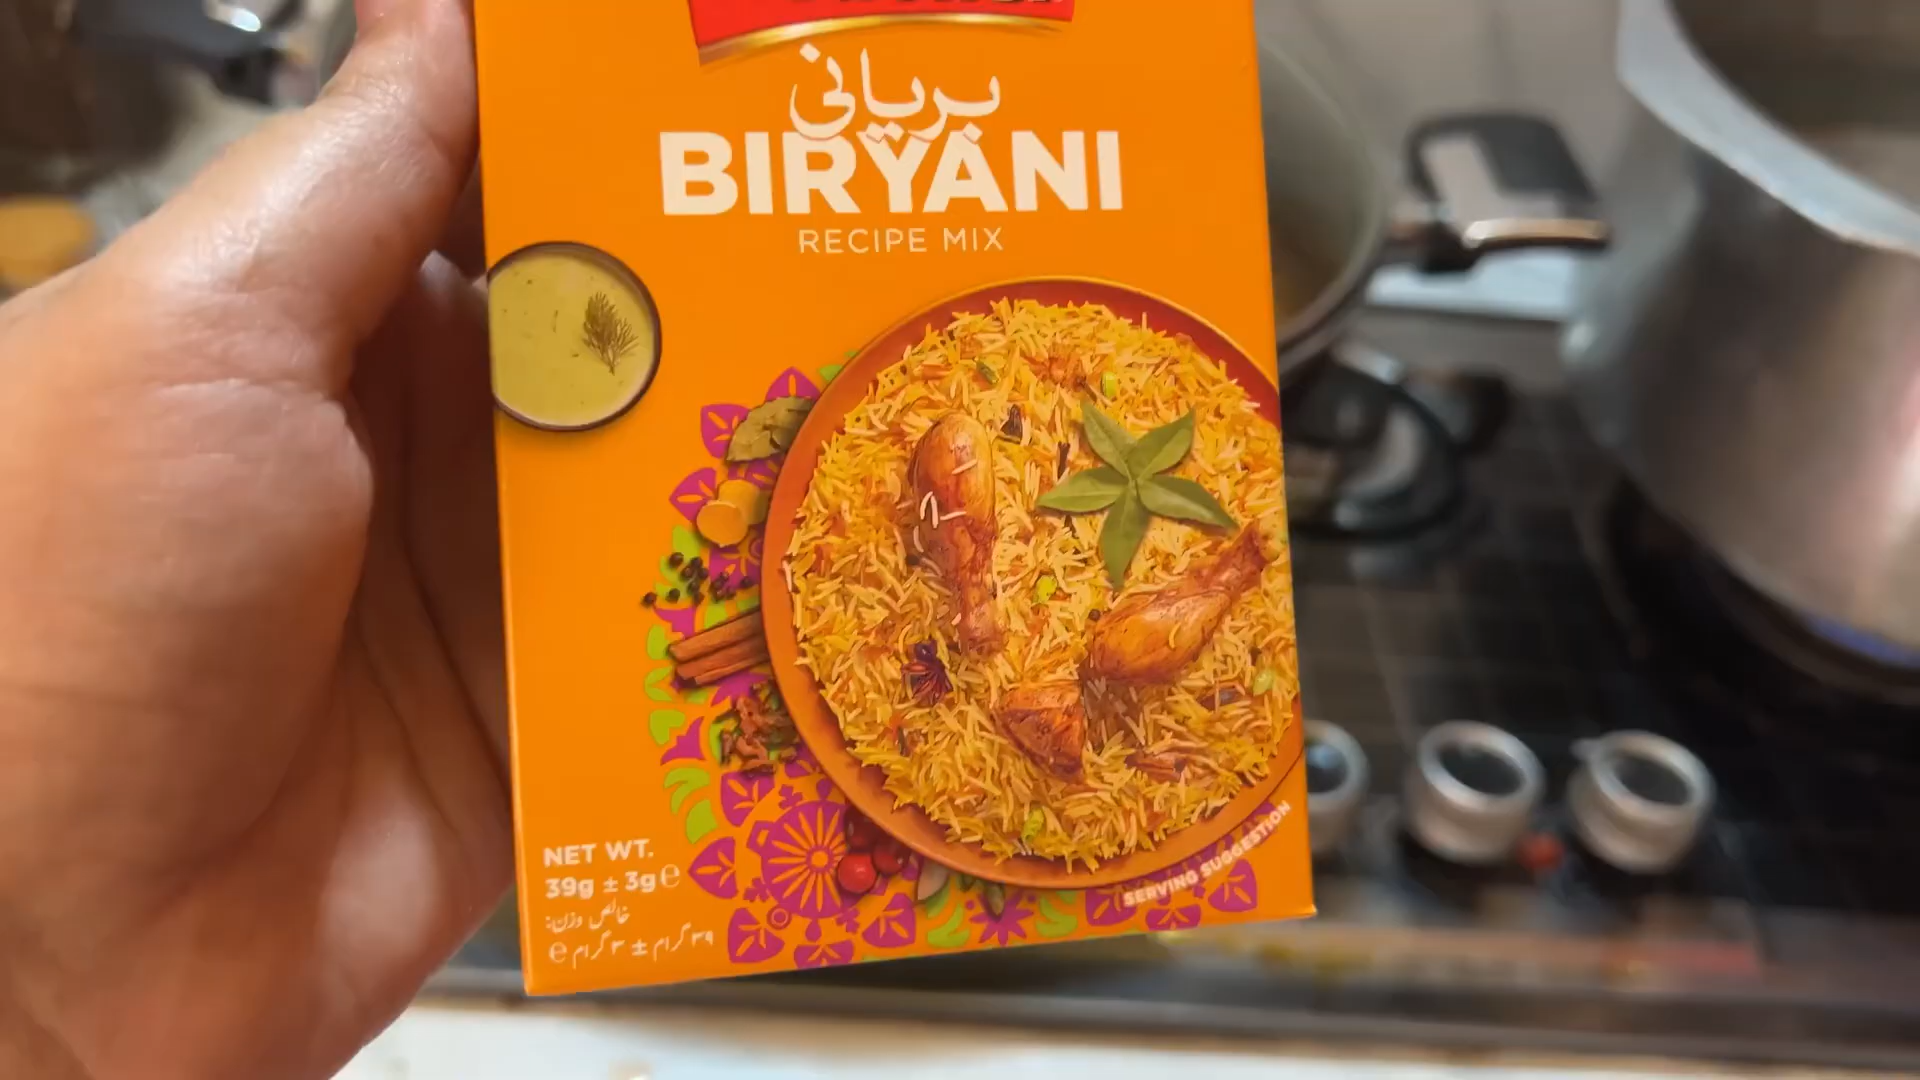 بریانی
BIRYANI
RECIPE MIX
NET WT.
39g ± 3g e
خالص وزن:
۳۹ گرام ± ۳ گرام e
SERVING SUGGESTION